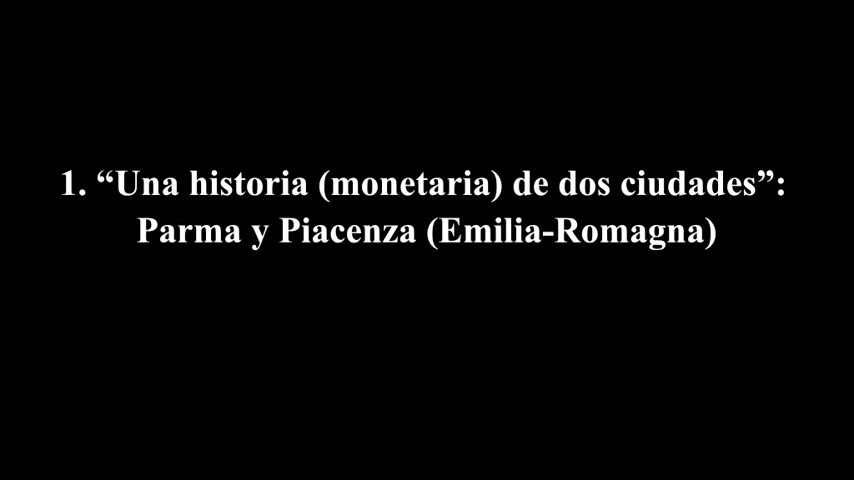 1. “Una historia (monetaria) de dos ciudades”:
Parma y Piacenza (Emilia-Romagna)